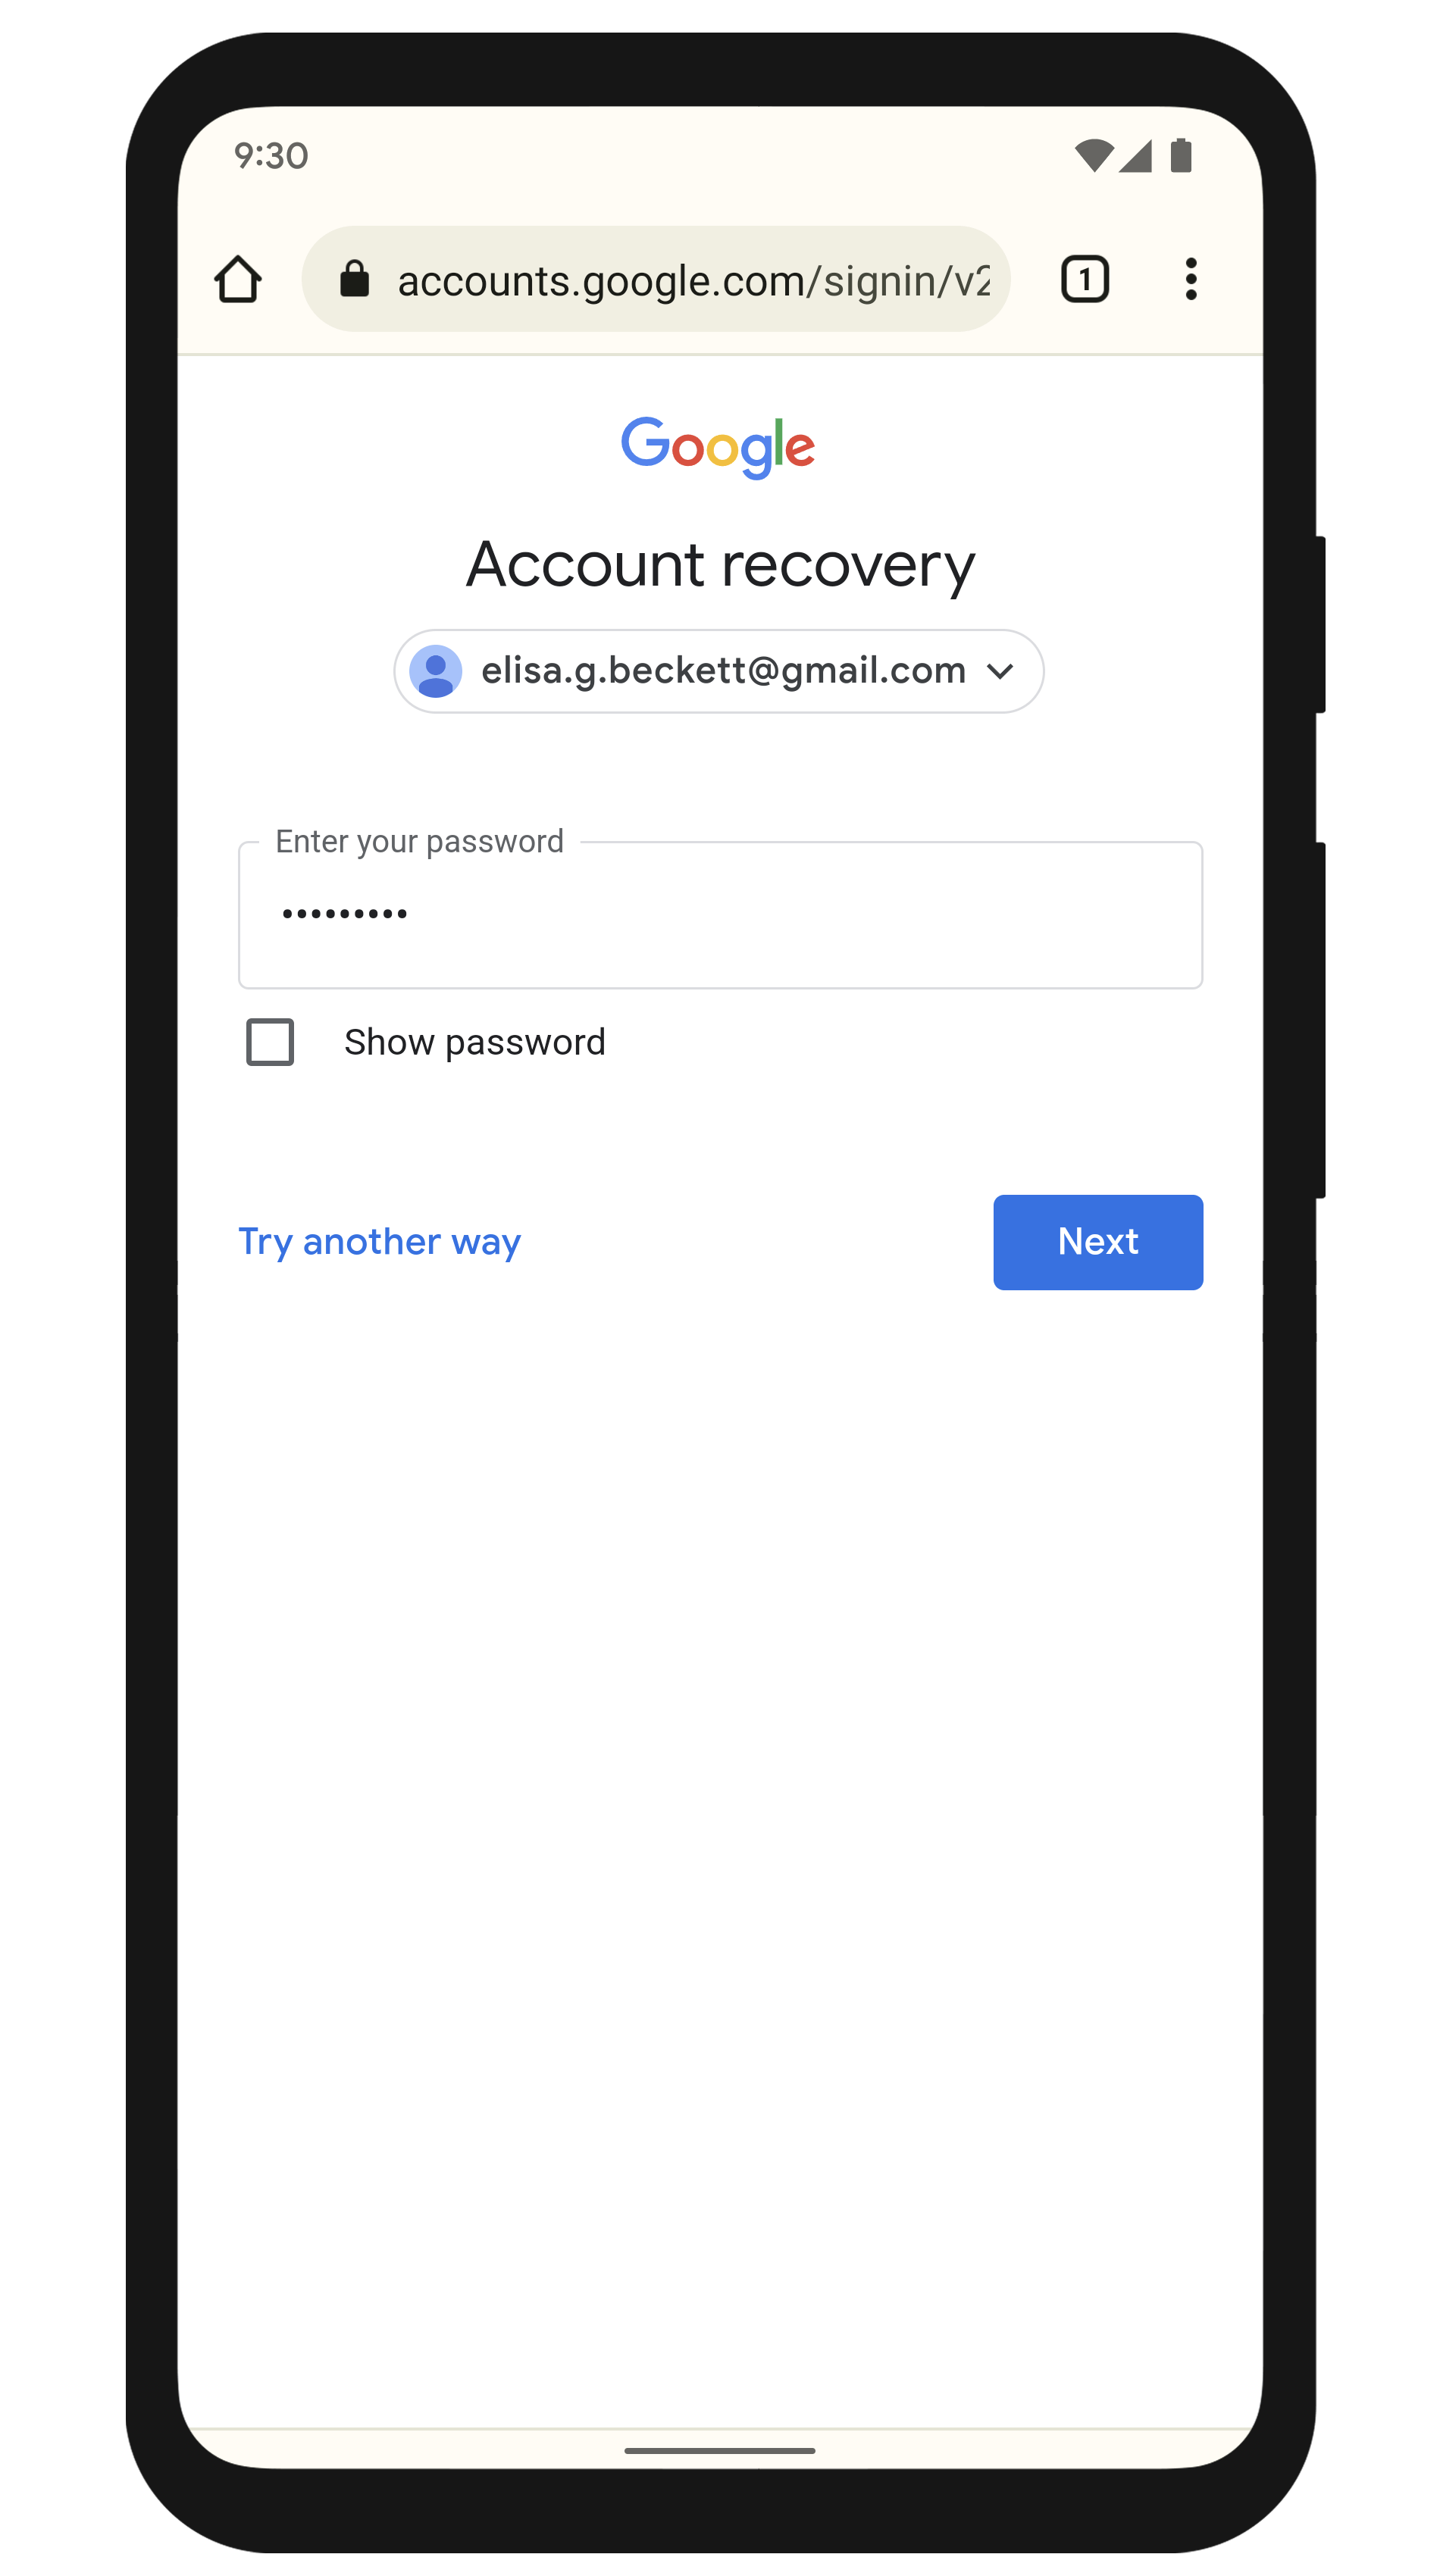 9:30
accounts.google.com/signin/v2
1
Google
Account recovery
elisa.g.beckett@gmail.com
Enter your password
•••••••••
Show password
Try another way
Next